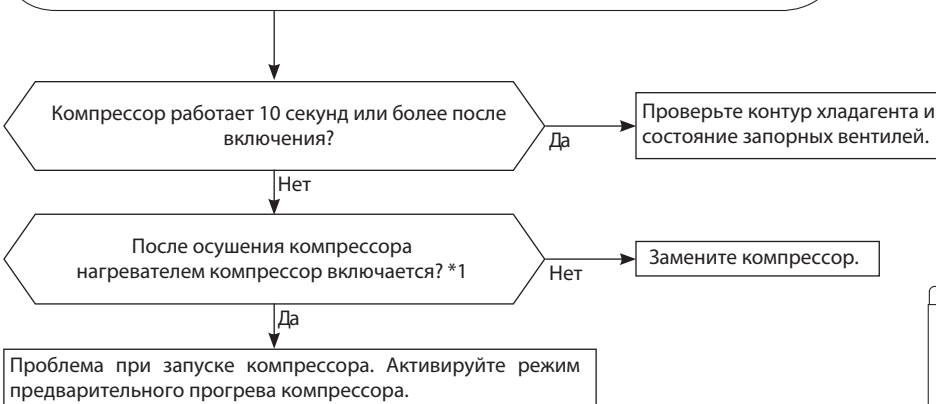 Компрессор работает 10 секунд или более после
включения?
Да
Проверьте контур хладагента и
состояние запорных вентилей.
Нет
После осушения компрессора
нагревателем компрессор включается? *1
Нет
Замените компрессор.
Да
Проблема при запуске компрессора. Активируйте режим
предварительного прогрева компрессора.